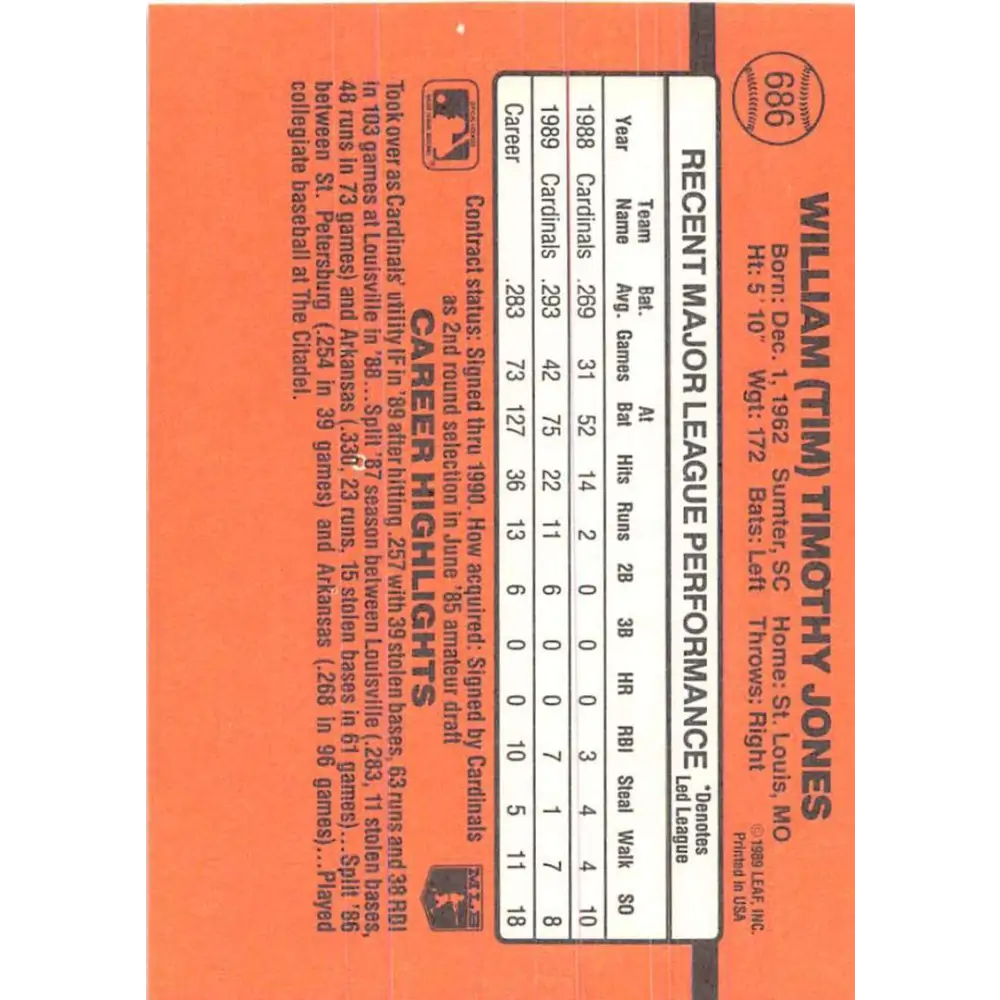 686
WILLIAM (TIM) TIMOTHY JONES
Born: Dec. 1, 1962 Sumter, SC Home: St. Louis, MO
Ht: 5'10" Wgt: 172 Bats: Left Throws: Right
© 1989 LEAF, INC.
Printed in USA
RECENT MAJOR LEAGUE PERFORMANCE *Denotes Led League
Year Team Name Bat. Avg. Games At Bat Hits Runs 2B 3B HR RBI Steal Walk SO
1988 Cardinals .269 31 52 14 2 0 0 0 3 4 4 10
1989 Cardinals .293 42 75 22 11 6 0 0 7 1 7 8
Career .283 73 127 36 13 6 0 0 10 5 11 18
Contract status: Signed thru 1990. How acquired: Signed by Cardinals
as 2nd round selection in June '85 amateur draft
CAREER HIGHLIGHTS
Took over as Cardinals' utility IF in '89 after hitting .257 with 39 stolen bases, 63 runs and 38 RBI
in 103 games at Louisville in '88...Split '87 season between Louisville (.283, 11 stolen bases,
48 runs in 73 games) and Arkansas (.330, 23 runs, 15 stolen bases in 61 games)...Split '86
between St. Petersburg (.254 in 39 games) and Arkansas (.268 in 96 games)...Played
collegiate baseball at The Citadel.
MLB